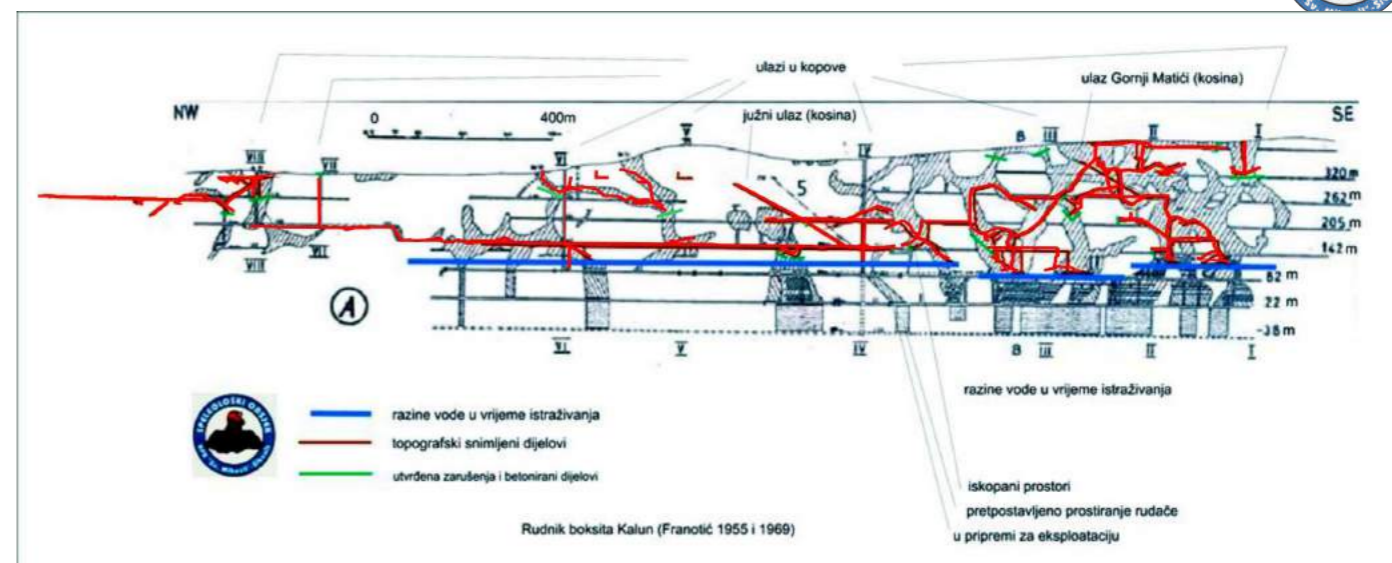 ulazi u kopove
ulaz Gornji Matići (kosina)
NW
0
400m
južni ulaz (kosina)
SE
VIII
VII
VI
V
IV
B
III
II
I
5
320 m
262 m
205 m
142 m
VIII
VII
82 m
22 m
-38 m
A
VI
V
IV
B
III
II
I
razine vode u vrijeme istraživanja
SPELEOLOŠKI ODSJEK
razine vode u vrijeme istraživanja
topografski snimljeni dijelovi
utvrđena zarušenja i betonirani dijelovi
iskopani prostori
pretpostavljeno prostiranje rudače
u pripremi za eksploataciju
Rudnik boksita Kalun (Franotić 1955 i 1969)